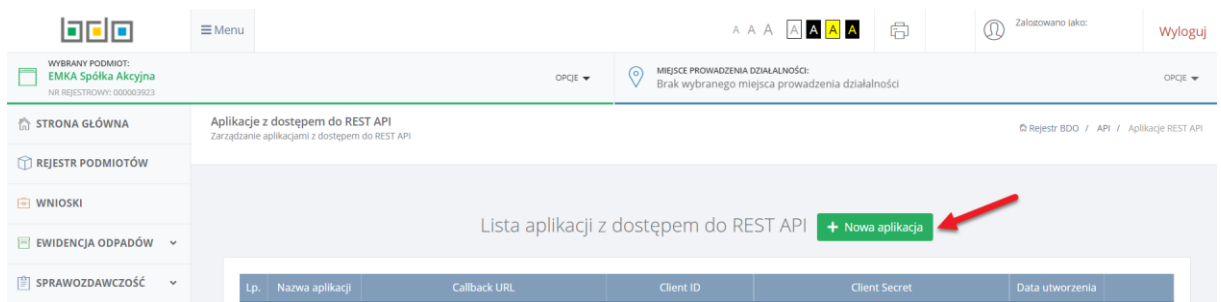 bdo
Menu
A A A A A A A
Zalogowano jako:
Wyloguj
WYBRANY PODMIOT:
EMKA Spółka Akcyjna
NR REJESTROWY: 000003923
OPCJE
MIEJSCE PROWADZENIA DZIAŁALNOŚCI:
Brak wybranego miejsca prowadzenia działalności
OPCJE
STRONA GŁÓWNA
REJESTR PODMIOTÓW
WNIOSKI
EWIDENCJA ODPADÓW
SPRAWOZDAWCZOŚĆ
Aplikacje z dostępem do REST API
Zarządzanie aplikacjami z dostępem do REST API
Rejestr BDO / API / Aplikacje REST API
Lista aplikacji z dostępem do REST API
+ Nowa aplikacja
Lp. Nazwa aplikacji Callback URL Client ID Client Secret Data utworzenia